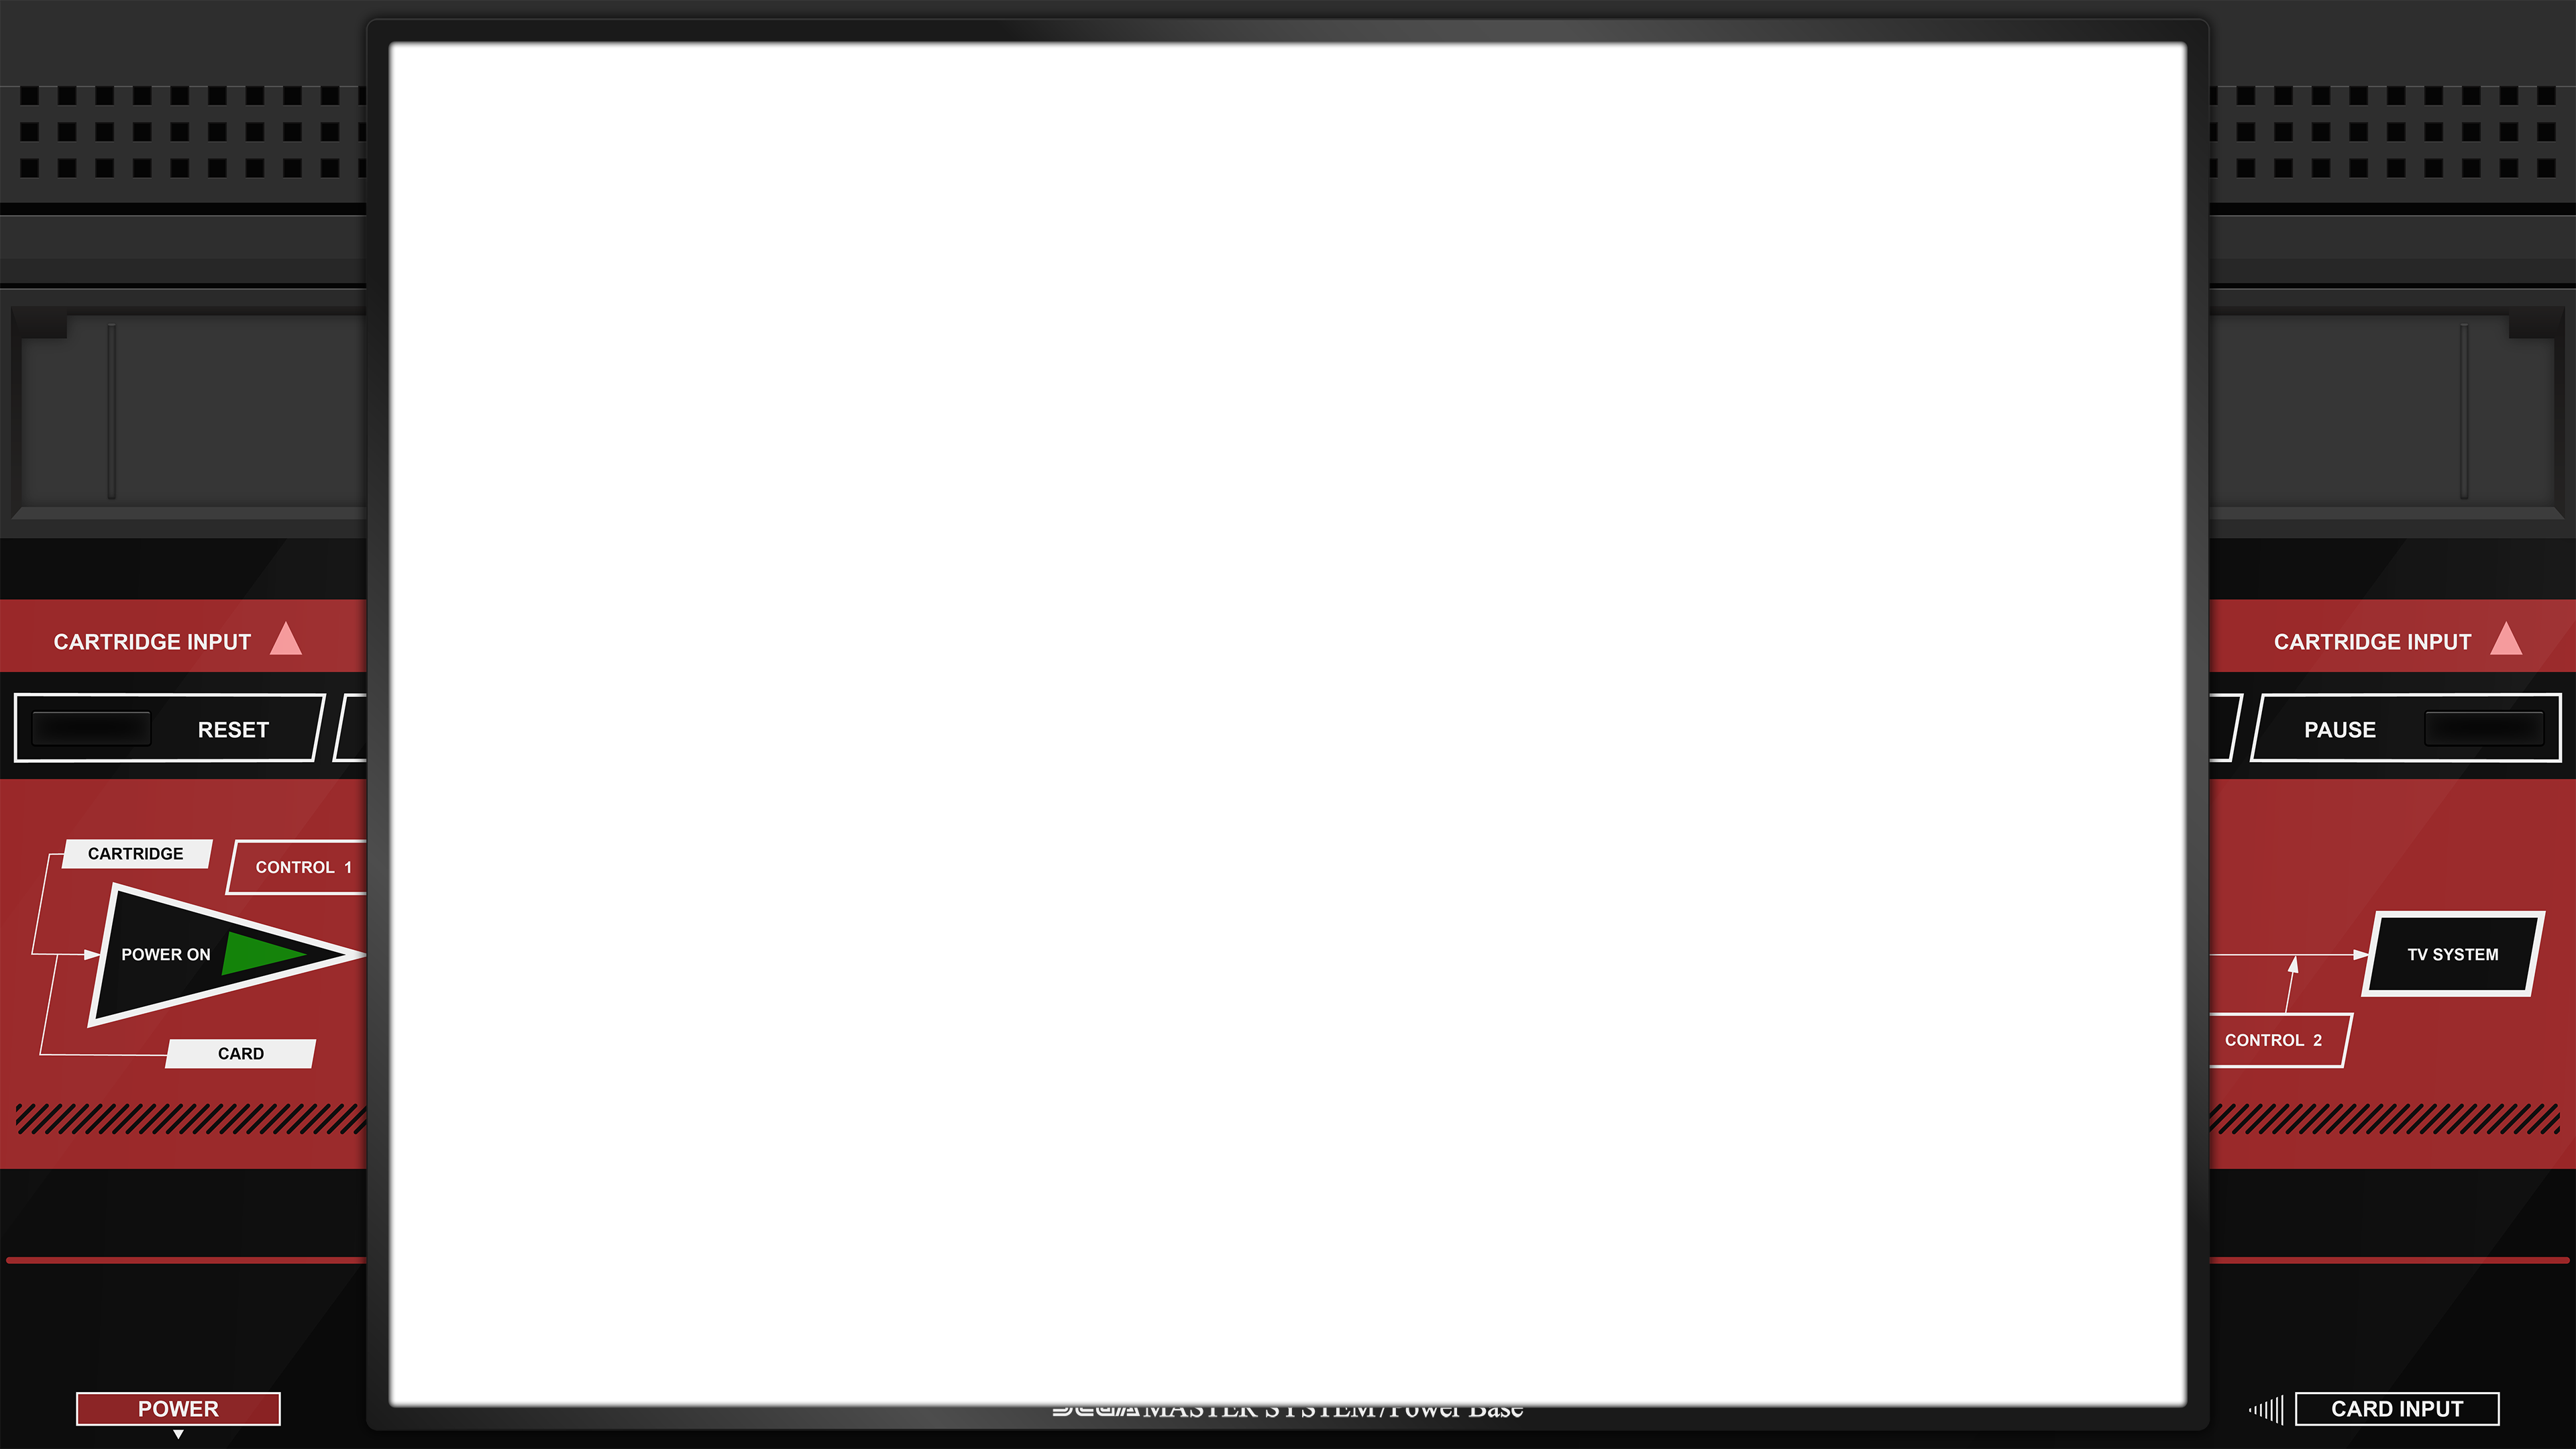 CARTRIDGE INPUT
CARTRIDGE INPUT
RESET
PAUSE
CARTRIDGE
CONTROL 1
POWER ON
TV SYSTEM
CONTROL 2
CARD
SEGA MASTER SYSTEM/Power Base
POWER
CARD INPUT